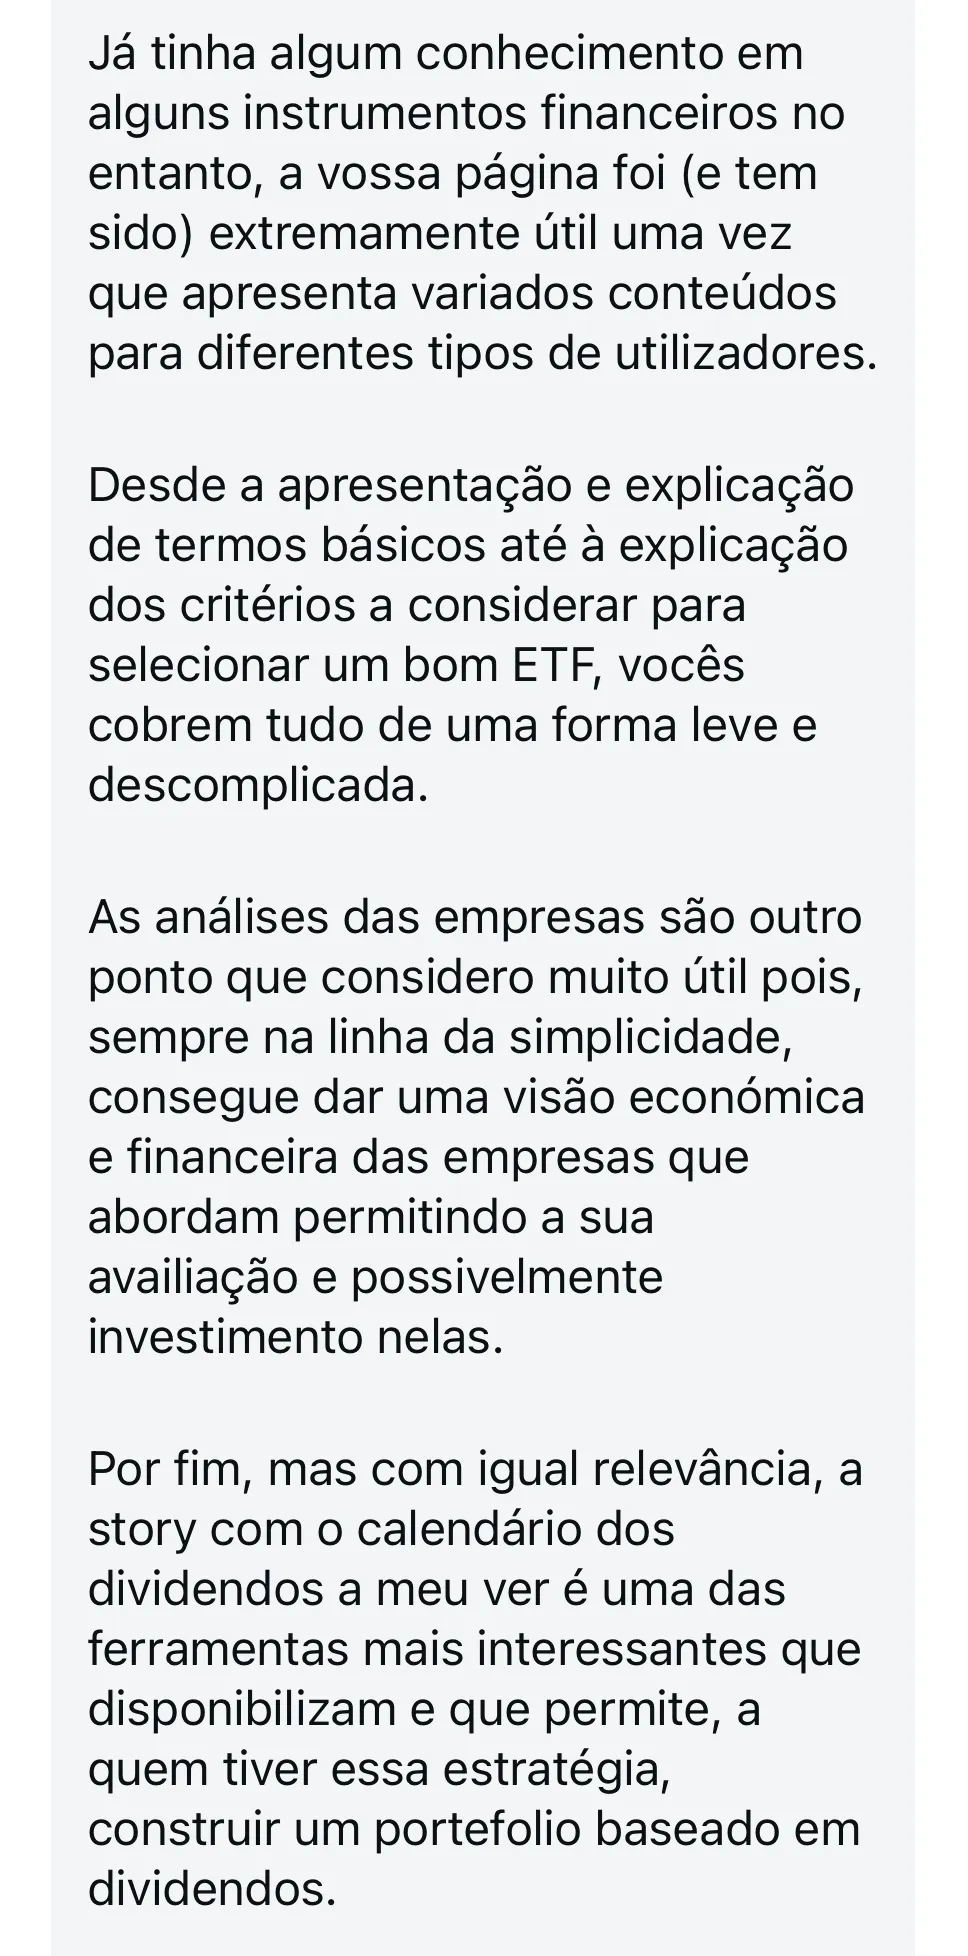 Já tinha algum conhecimento em
alguns instrumentos financeiros no
entanto, a vossa página foi (e tem
sido) extremamente útil uma vez
que apresenta variados conteúdos
para diferentes tipos de utilizadores.
Desde a apresentação e explicação
de termos básicos até à explicação
dos critérios a considerar para
selecionar um bom ETF, vocês
cobrem tudo de uma forma leve e
descomplicada.
As análises das empresas são outro
ponto que considero muito útil pois,
sempre na linha da simplicidade,
consegue dar uma visão económica
e financeira das empresas que
abordam permitindo a sua
availiação e possivelmente
investimento nelas.
Por fim, mas com igual relevância, a
story com o calendário dos
dividendos a meu ver é uma das
ferramentas mais interessantes que
disponibilizam e que permite, a
quem tiver essa estratégia,
construir um portefolio baseado em
dividendos.